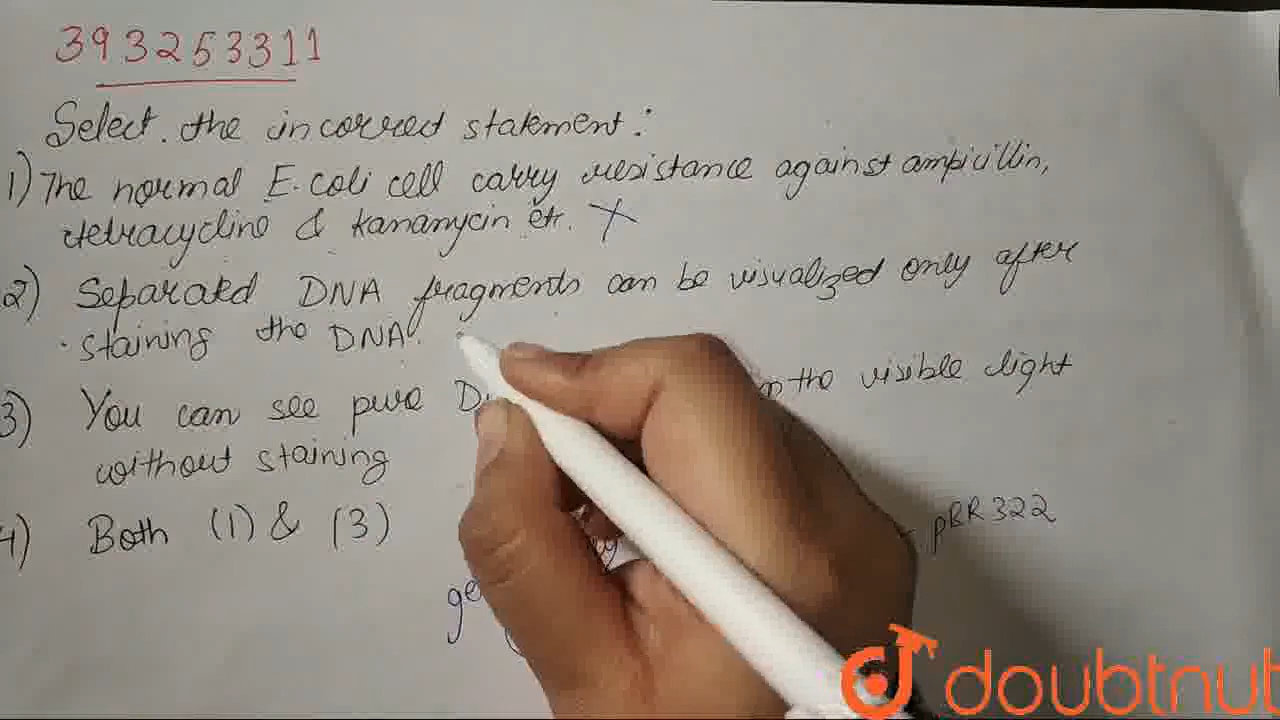 393253311
Select. the incorrect statement:
1) The normal E.coli cell carry resistance against ampicillin,
tetracycline & kanamycin etc. X
2) Separated DNA fragments can be visualized only after
staining the DNA.
3) You can see pure the visible light
without staining
4) Both (1) & (3)
pBR322
ge
doubtnut